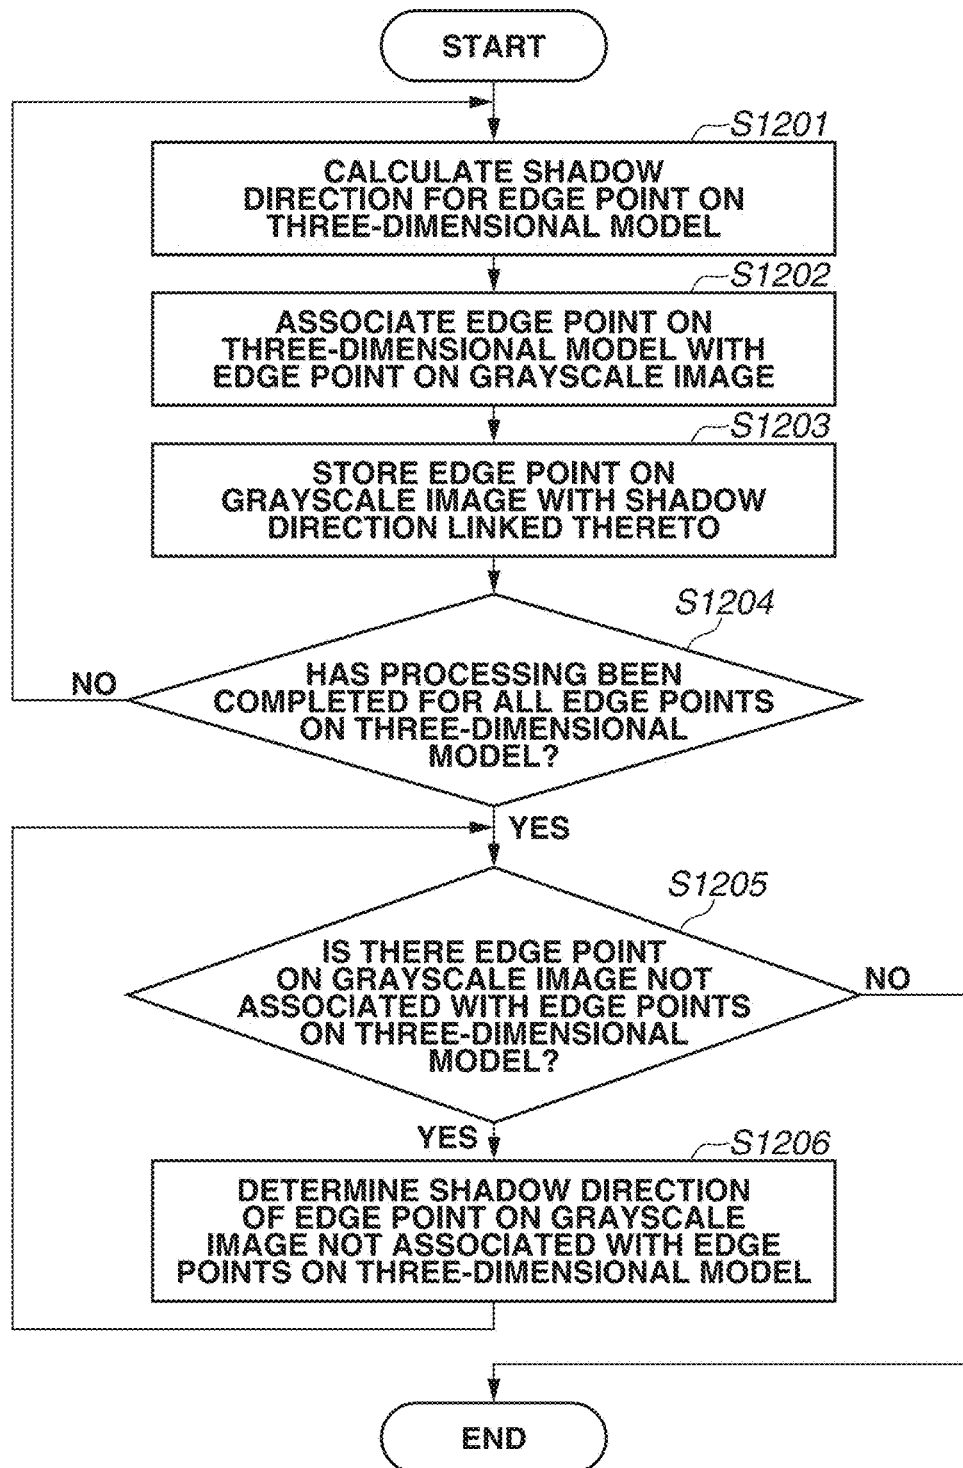 START
S1201
CALCULATE SHADOW
DIRECTION FOR EDGE POINT ON
THREE-DIMENSIONAL MODEL
S1202
ASSOCIATE EDGE POINT ON
THREE-DIMENSIONAL MODEL WITH
EDGE POINT ON GRAYSCALE IMAGE
S1203
STORE EDGE POINT ON
GRAYSCALE IMAGE WITH SHADOW
DIRECTION LINKED THERETO
S1204
HAS PROCESSING BEEN
COMPLETED FOR ALL EDGE POINTS
ON THREE-DIMENSIONAL
MODEL?
NO
YES
S1205
IS THERE EDGE POINT
ON GRAYSCALE IMAGE NOT
ASSOCIATED WITH EDGE POINTS
ON THREE-DIMENSIONAL
MODEL?
NO
YES
S1206
DETERMINE SHADOW DIRECTION
OF EDGE POINT ON GRAYSCALE
IMAGE NOT ASSOCIATED WITH EDGE
POINTS ON THREE-DIMENSIONAL MODEL
END